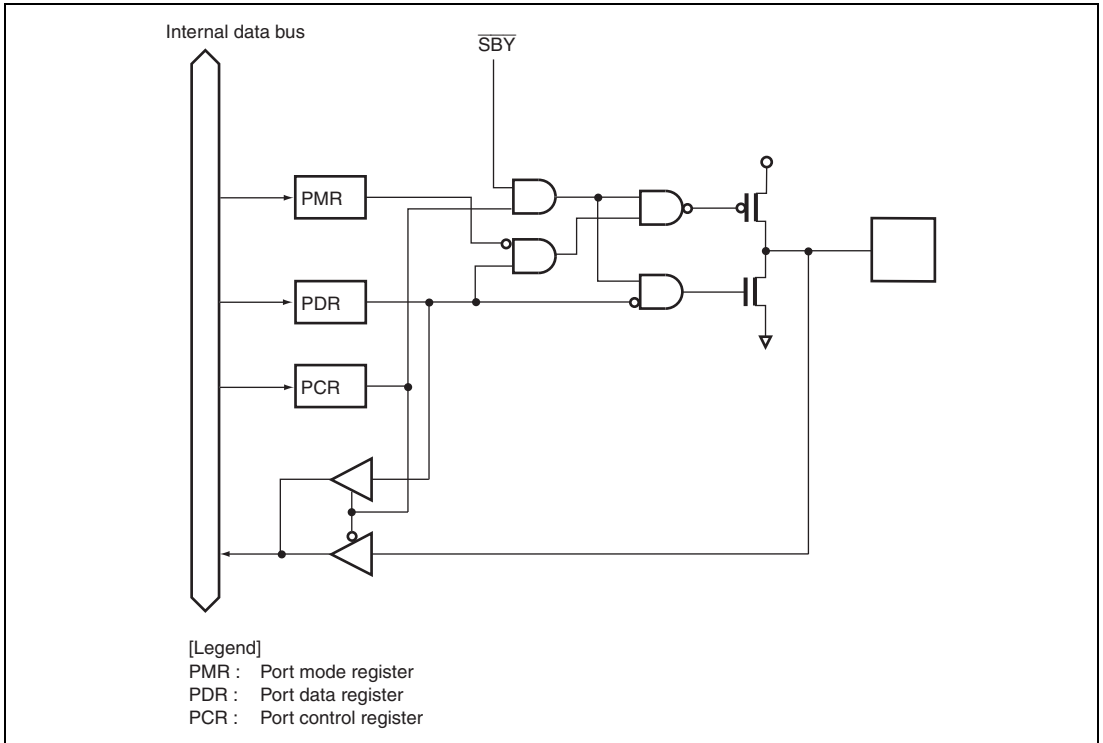 Internal data bus
SBY
PMR
PDR
PCR
[Legend]
PMR : Port mode register
PDR : Port data register
PCR : Port control register